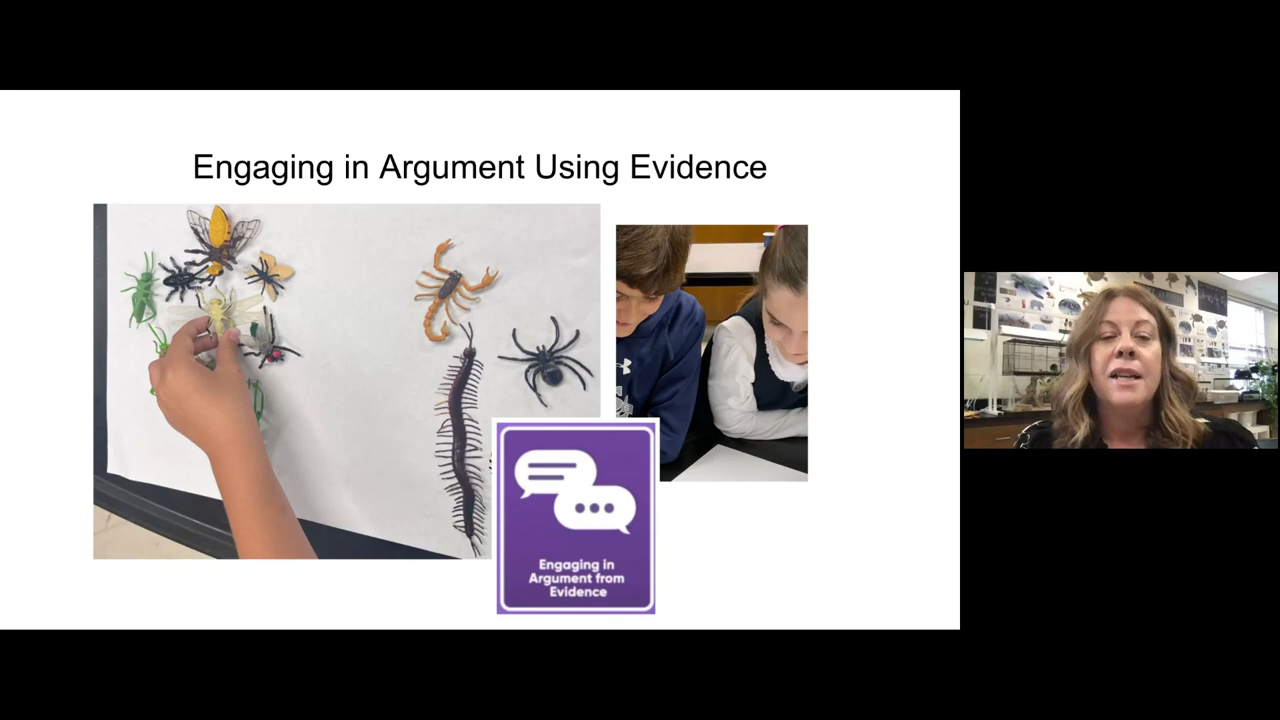 Engaging in Argument Using Evidence
Engaging in
Argument from
Evidence